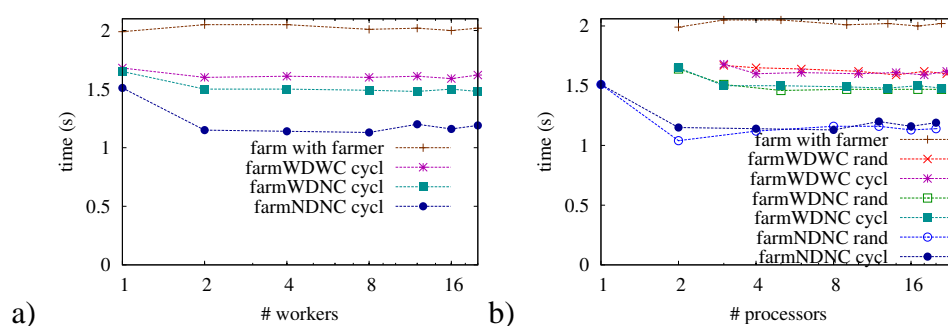 2
1.5
1
0.5
0
time (s)
farm with farmer
farmWDWC cycl
farmWDNC cycl
farmNDNC cycl
1 2 4 8 16
# workers
a)
2
1.5
1
0.5
0
time (s)
farm with farmer
farmWDWC rand
farmWDWC cycl
farmWDNC rand
farmWDNC cycl
farmNDNC rand
farmNDNC cycl
1 2 4 8 16
# processors
b)